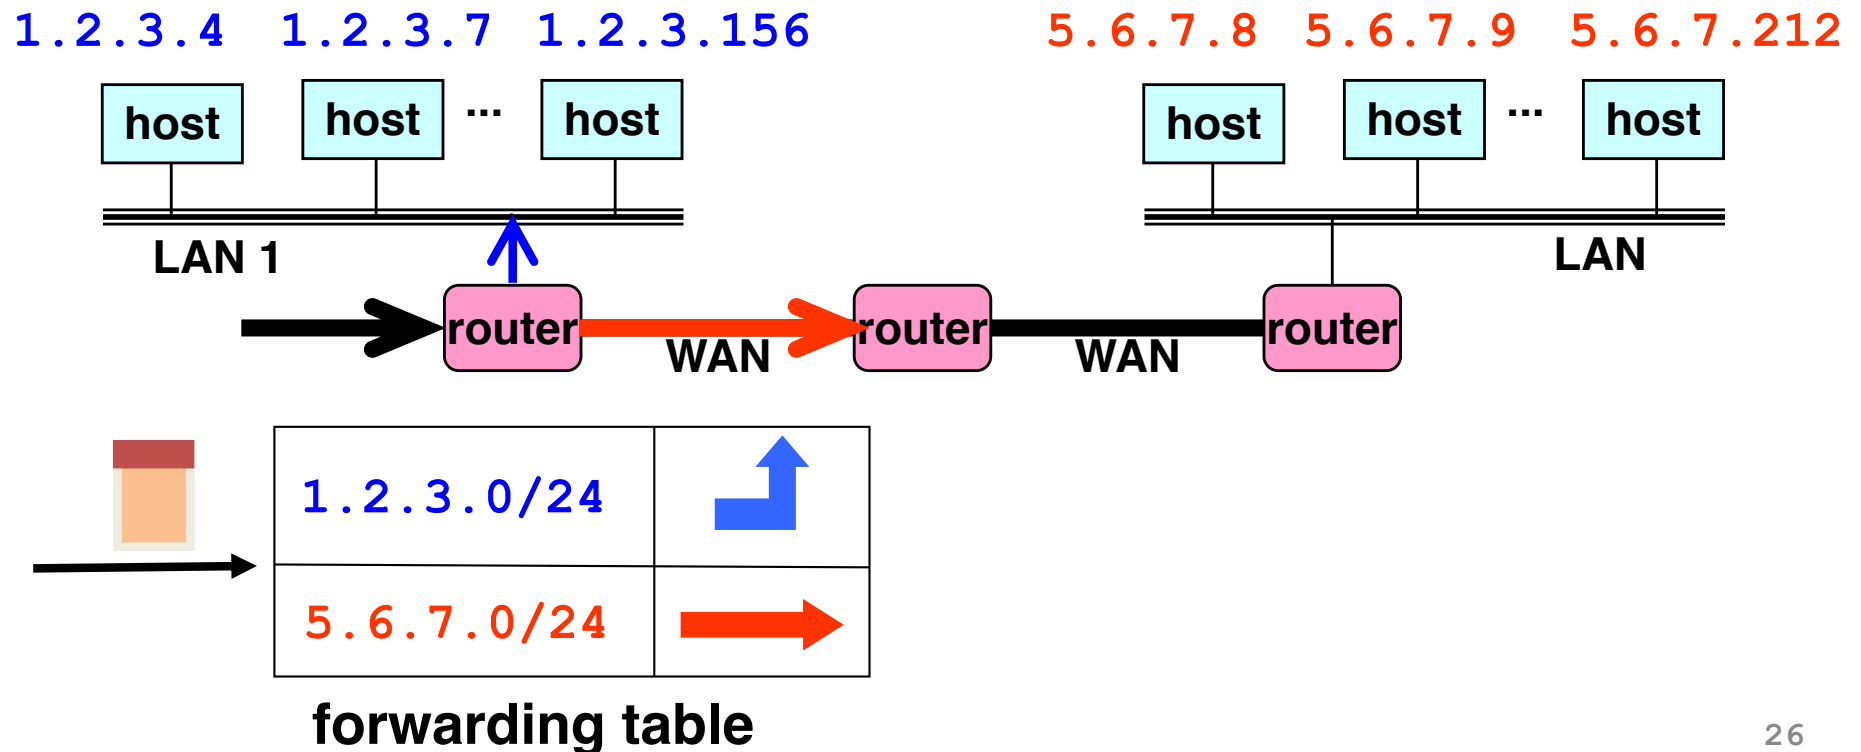 1.2.3.4 1.2.3.7 1.2.3.156 5.6.7.8 5.6.7.9 5.6.7.212
host host ... host host host ... host
LAN 1 LAN
router router router
WAN WAN
1.2.3.0/24
5.6.7.0/24
forwarding table
26